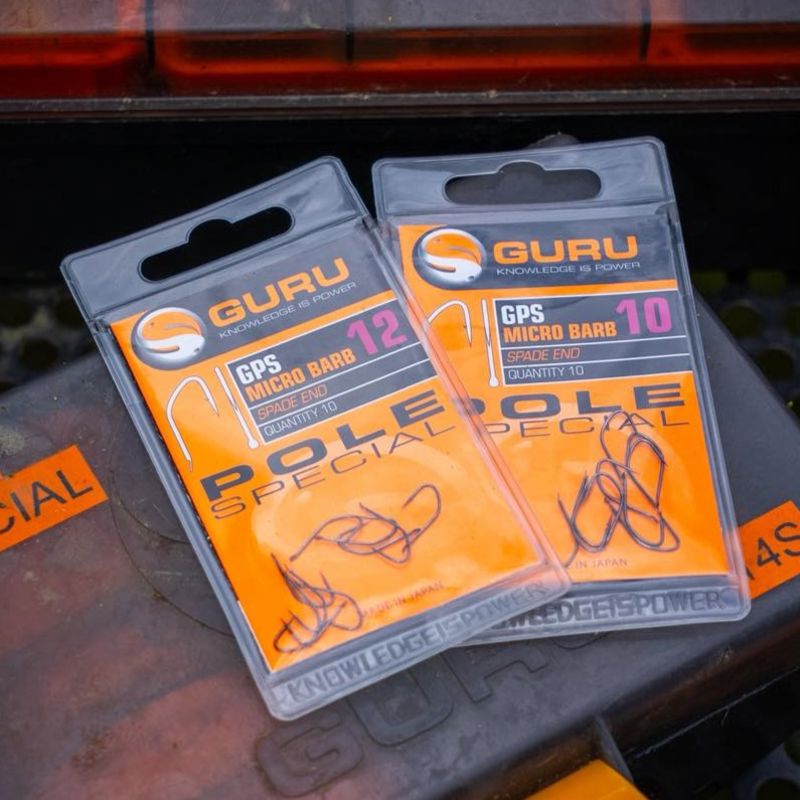 GURU
KNOWLEDGE IS POWER
GPS
MICRO BARB
12
SPADE END
QUANTITY 10
POLE
SPECIAL
MADE IN JAPAN
KNOWLEDGE IS POWER
GURU
KNOWLEDGE IS POWER
GPS
MICRO BARB
10
SPADE END
QUANTITY 10
POLE
SPECIAL
IN JAPAN
KNOWLEDGE IS POWER
CIAL
14S
GURU